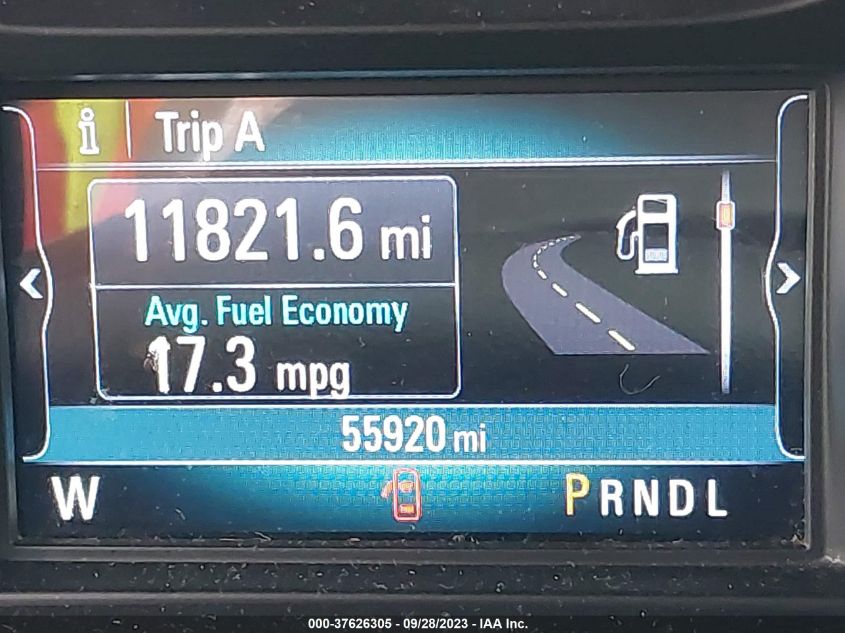 i Trip A
11821.6 mi
Avg. Fuel Economy
17.3 mpg
55920 mi
W PRNDL
000-37626305 - 09/28/2023 - IAA Inc.